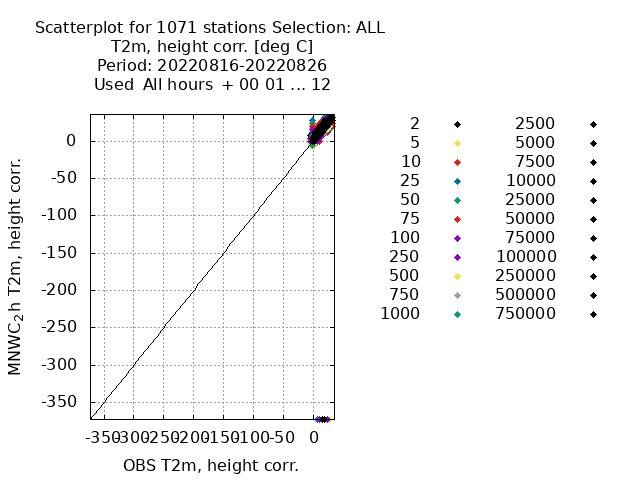 Scatterplot for 1071 stations Selection: ALL
T2m, height corr. [deg C]
Period: 20220816-20220826
Used All hours + 00 01 ... 12
MNWC2h T2m, height corr.
0
-50
-100
-150
-200
-250
-300
-350
-350 -300 -250 -200 -150 -100 -50 0
OBS T2m, height corr.
2 2500
5 5000
10 7500
25 10000
50 25000
75 50000
100 75000
250 100000
500 250000
750 500000
1000 750000